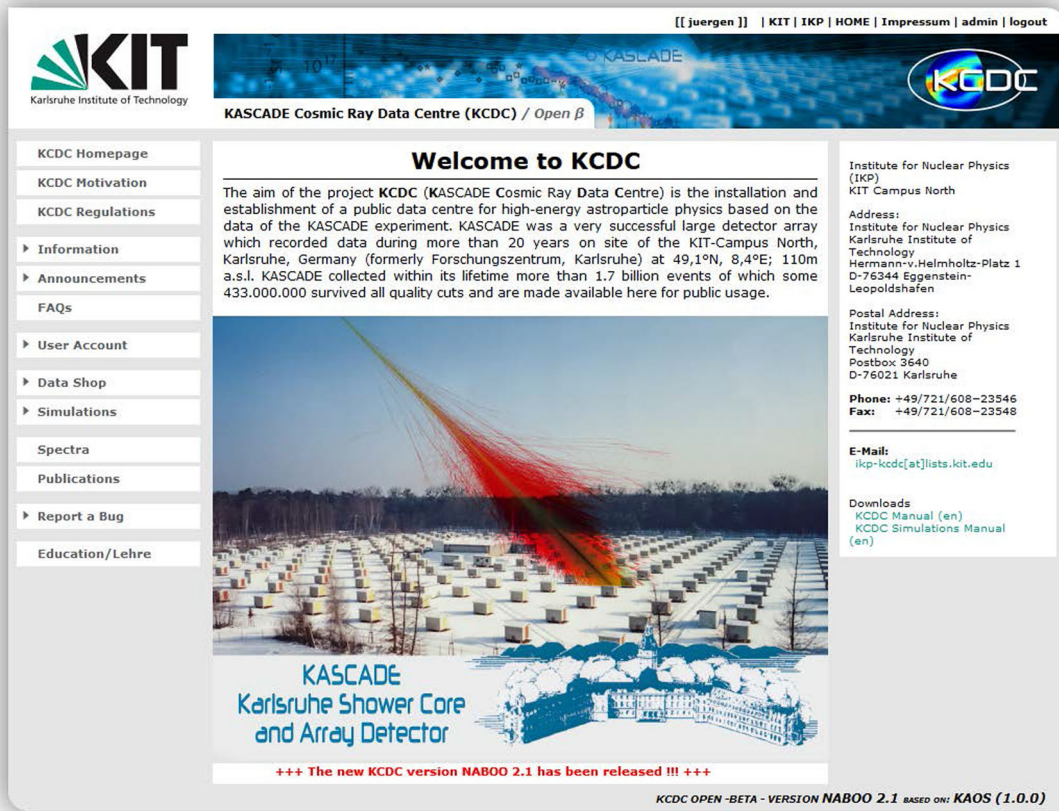 [[ juergen ]] | KIT | IKP | HOME | Impressum | admin | logout
KIT
Karlsruhe Institute of Technology
10¹⁷
KASCADE
KCDC
KASCADE Cosmic Ray Data Centre (KCDC) / Open β
KCDC Homepage
KCDC Motivation
KCDC Regulations
Information
Announcements
FAQs
User Account
Data Shop
Simulations
Spectra
Publications
Report a Bug
Education/Lehre
Welcome to KCDC
The aim of the project KCDC (KASCADE Cosmic Ray Data Centre) is the installation and
establishment of a public data centre for high-energy astroparticle physics based on the
data of the KASCADE experiment. KASCADE was a very successful large detector array
which recorded data during more than 20 years on site of the KIT-Campus North,
Karlsruhe, Germany (formerly Forschungszentrum, Karlsruhe) at 49,1ºN, 8,4ºE; 110m
a.s.l. KASCADE collected within its lifetime more than 1.7 billion events of which some
433.000.000 survived all quality cuts and are made available here for public usage.
KASCADE
Karlsruhe Shower Core
and Array Detector
+++ The new KCDC version NABOO 2.1 has been released !!! +++
Institute for Nuclear Physics
(IKP)
KIT Campus North
Address:
Institute for Nuclear Physics
Karlsruhe Institute of
Technology
Hermann-v.Helmholtz-Platz 1
D-76344 Eggenstein-
Leopoldshafen
Postal Address:
Institute for Nuclear Physics
Karlsruhe Institute of
Technology
Postbox 3640
D-76021 Karlsruhe
Phone: +49/721/608–23546
Fax: +49/721/608–23548
E-Mail:
ikp-kcdc[at]lists.kit.edu
Downloads
KCDC Manual (en)
KCDC Simulations Manual
(en)
KCDC OPEN -BETA - VERSION NABOO 2.1 BASED ON: KAOS (1.0.0)